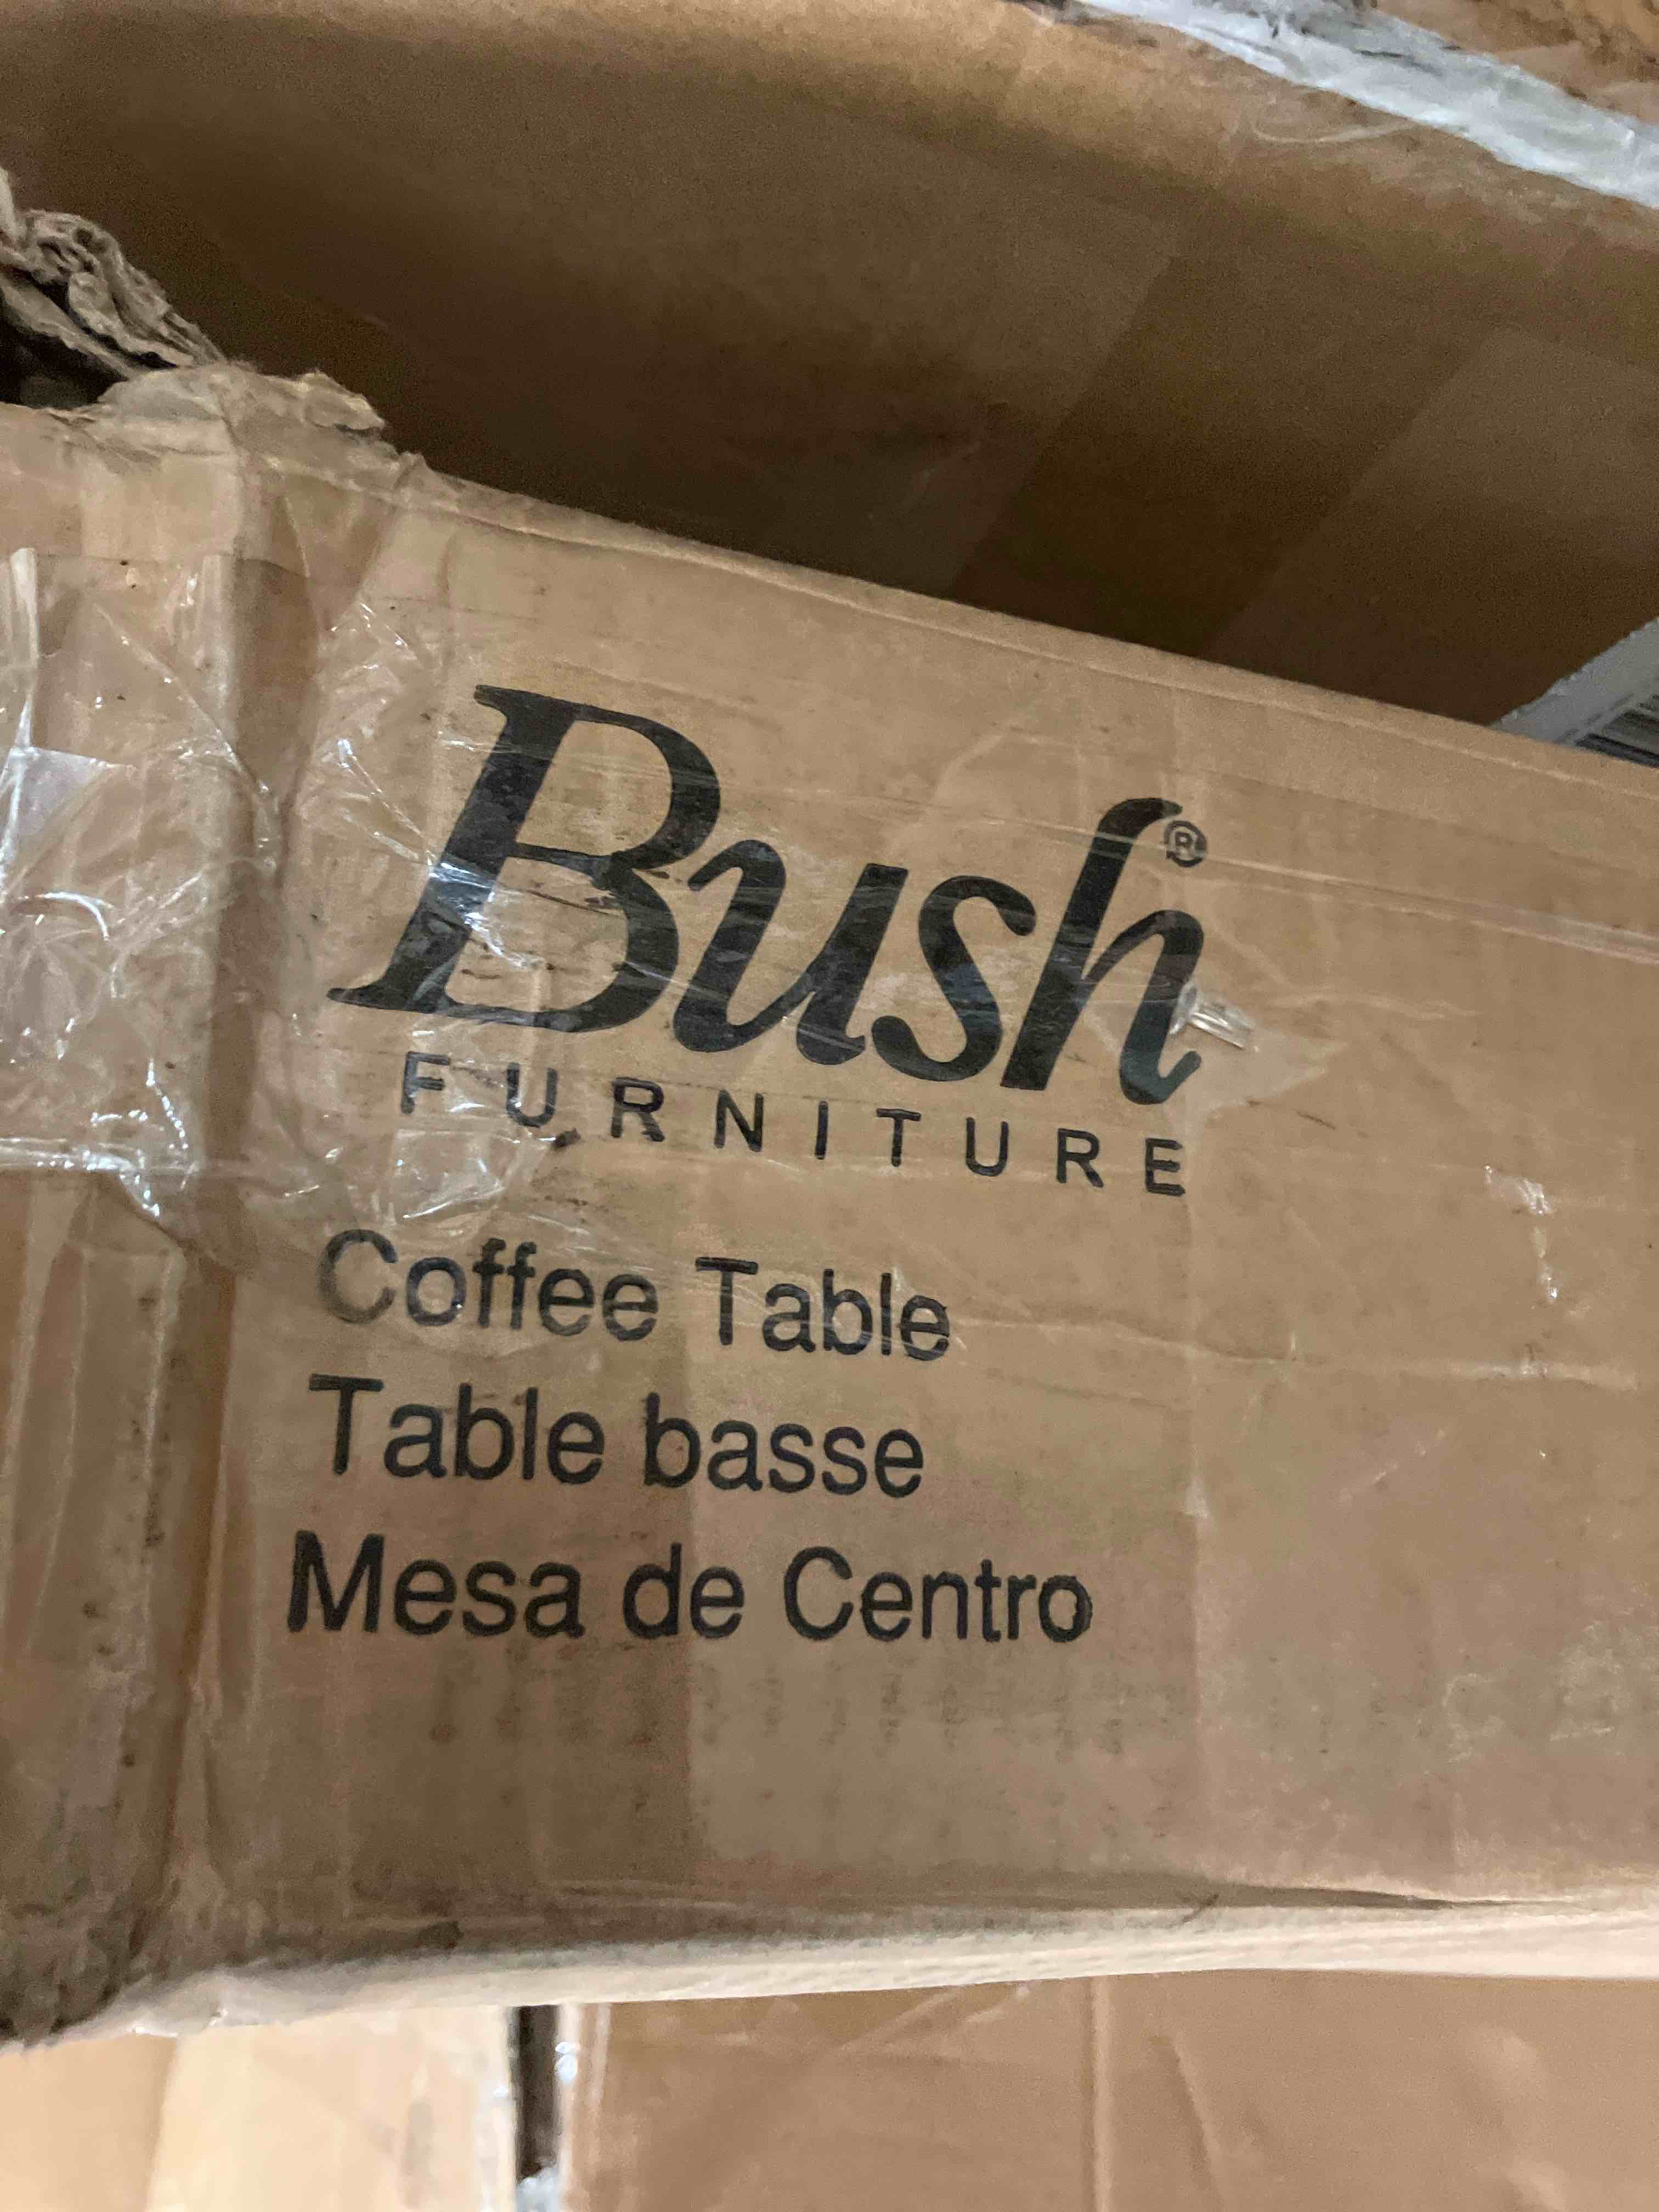 Bush®
FURNITURE
Coffee Table
Table basse
Mesa de Centro